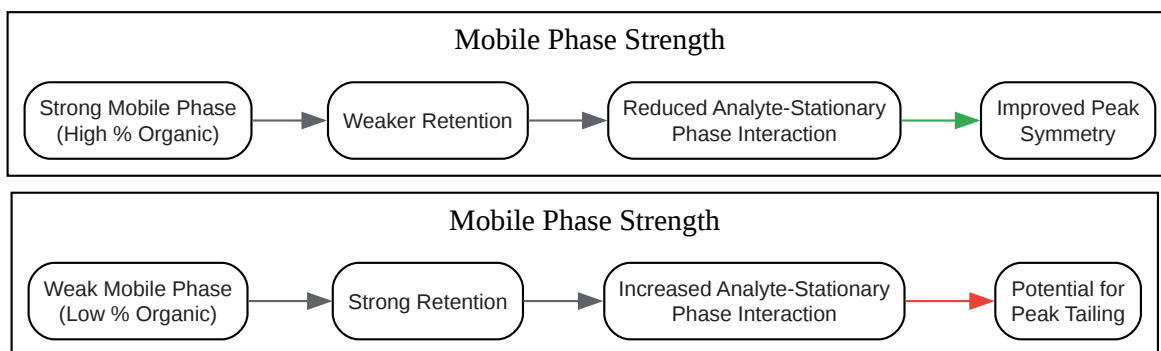 Mobile Phase Strength
Strong Mobile Phase
(High % Organic)
Weaker Retention
Reduced Analyte-Stationary
Phase Interaction
Improved Peak
Symmetry
Mobile Phase Strength
Weak Mobile Phase
(Low % Organic)
Strong Retention
Increased Analyte-Stationary
Phase Interaction
Potential for
Peak Tailing